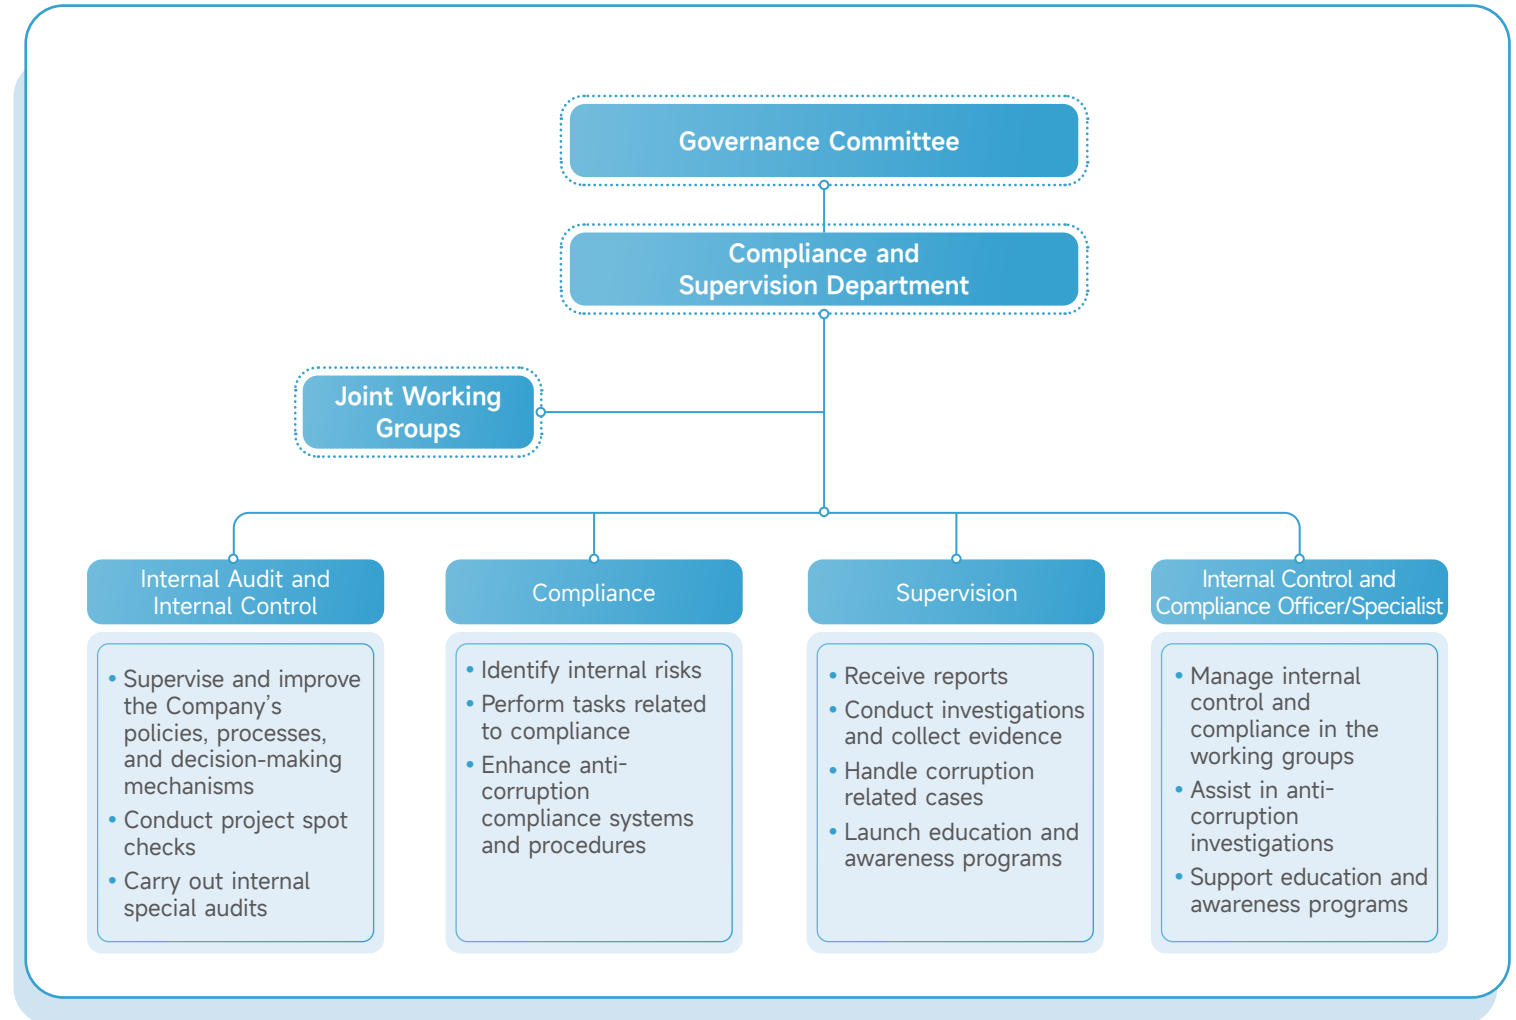 Governance Committee
Compliance and
Supervision Department
Joint Working
Groups
Internal Audit and
Internal Control
• Supervise and improve
the Company's
policies, processes,
and decision-making
mechanisms
• Conduct project spot
checks
• Carry out internal
special audits
Compliance
• Identify internal risks
• Perform tasks related
to compliance
• Enhance anti-
corruption
compliance systems
and procedures
Supervision
• Receive reports
• Conduct investigations
and collect evidence
• Handle corruption
related cases
• Launch education and
awareness programs
Internal Control and
Compliance Officer/Specialist
• Manage internal
control and
compliance in the
working groups
• Assist in anti-
corruption
investigations
• Support education and
awareness programs